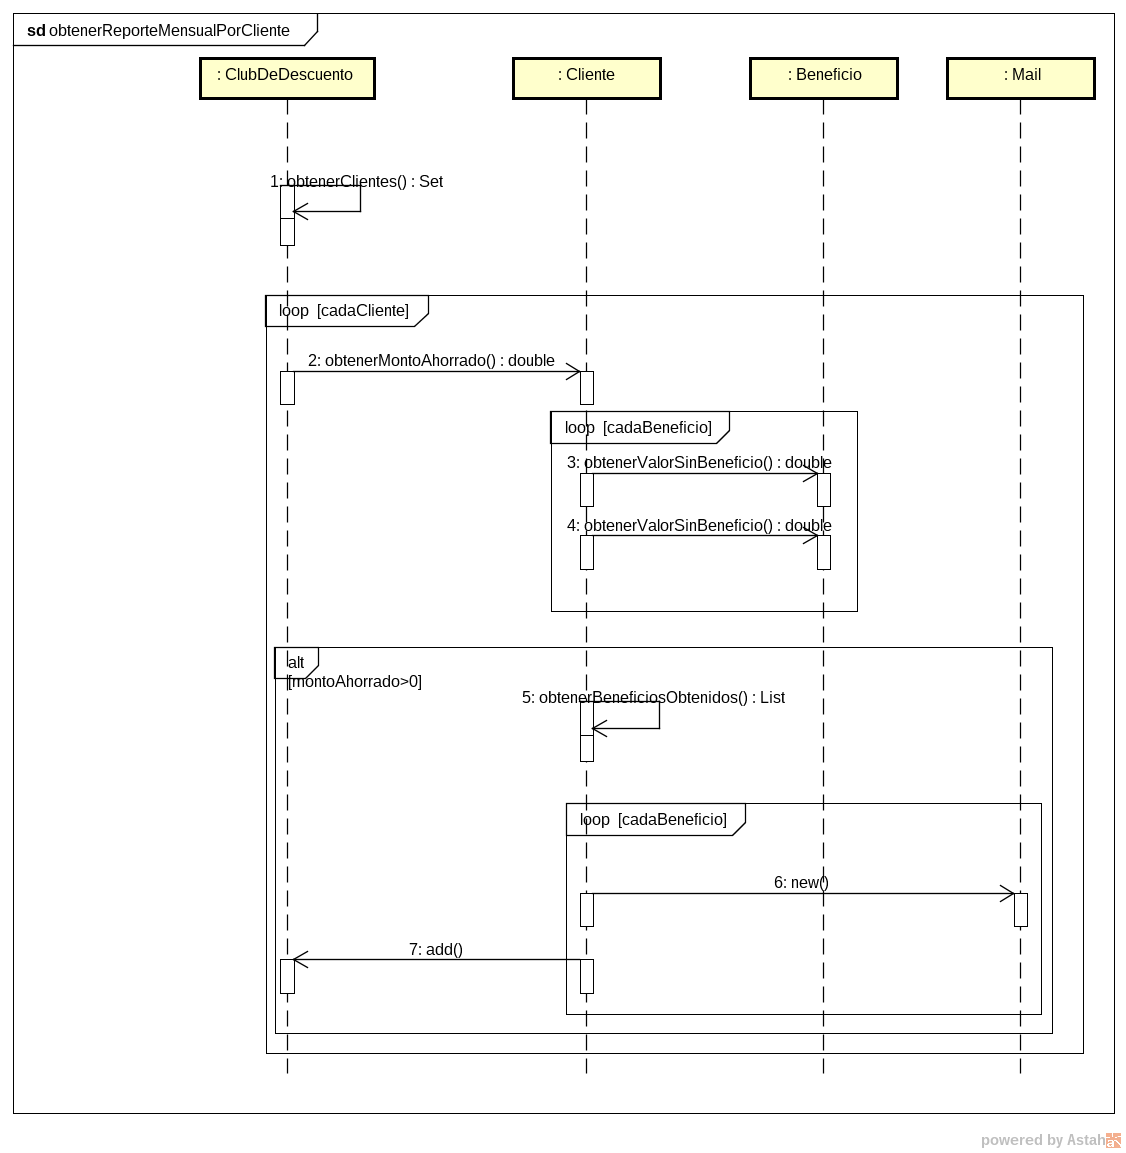 sd obtenerReporteMensualPorCliente
: ClubDeDescuento
: Cliente
: Beneficio
: Mail
1: obtenerClientes() : Set
loop [cadaCliente]
2: obtenerMontoAhorrado() : double
loop [cadaBeneficio]
3: obtenerValorSinBeneficio() : double
4: obtenerValorSinBeneficio() : double
alt
[montoAhorrado>0]
5: obtenerBeneficiosObtenidos() : List
loop [cadaBeneficio]
6: new()
7: add()
powered by Astah